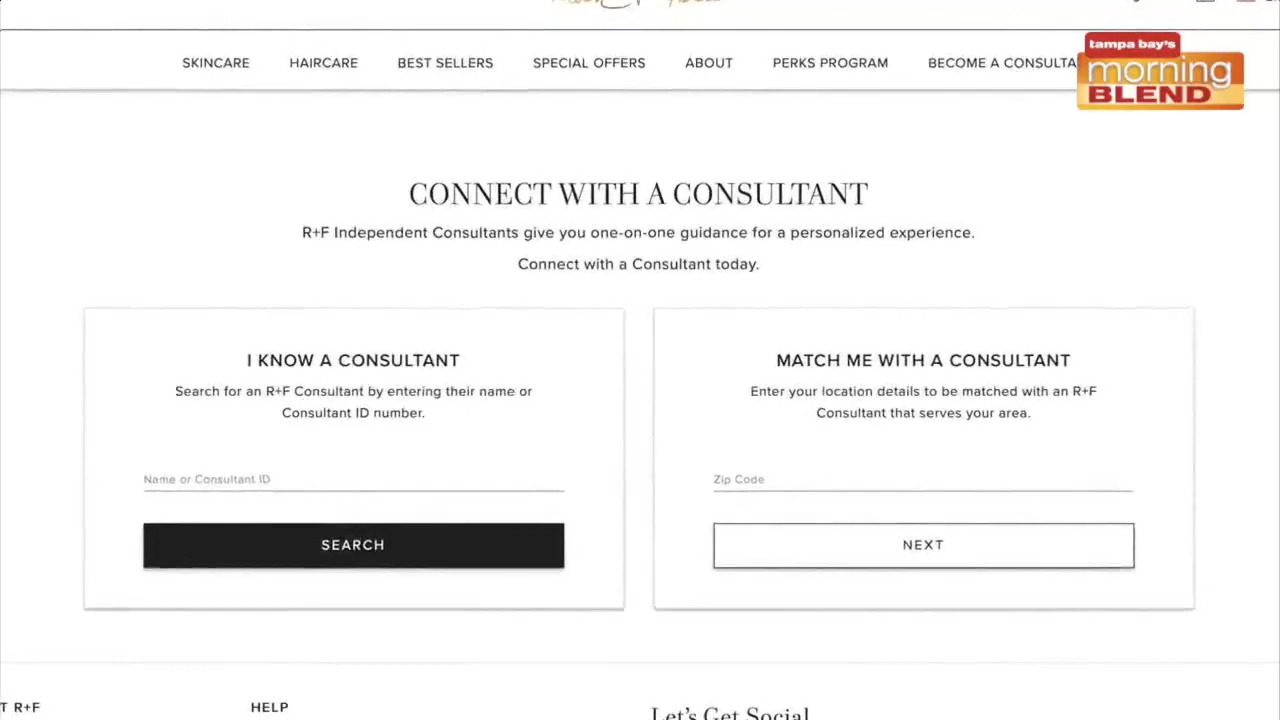 SKINCARE HAIRCARE BEST SELLERS SPECIAL OFFERS ABOUT PERKS PROGRAM BECOME A CONSULTA
tampa bay's
morning
BLEND
CONNECT WITH A CONSULTANT
R+F Independent Consultants give you one-on-one guidance for a personalized experience.
Connect with a Consultant today.
I KNOW A CONSULTANT
Search for an R+F Consultant by entering their name or
Consultant ID number.
Name or Consultant ID
SEARCH
MATCH ME WITH A CONSULTANT
Enter your location details to be matched with an R+F
Consultant that serves your area.
Zip Code
NEXT
T R+F
HELP
Let's Get Social